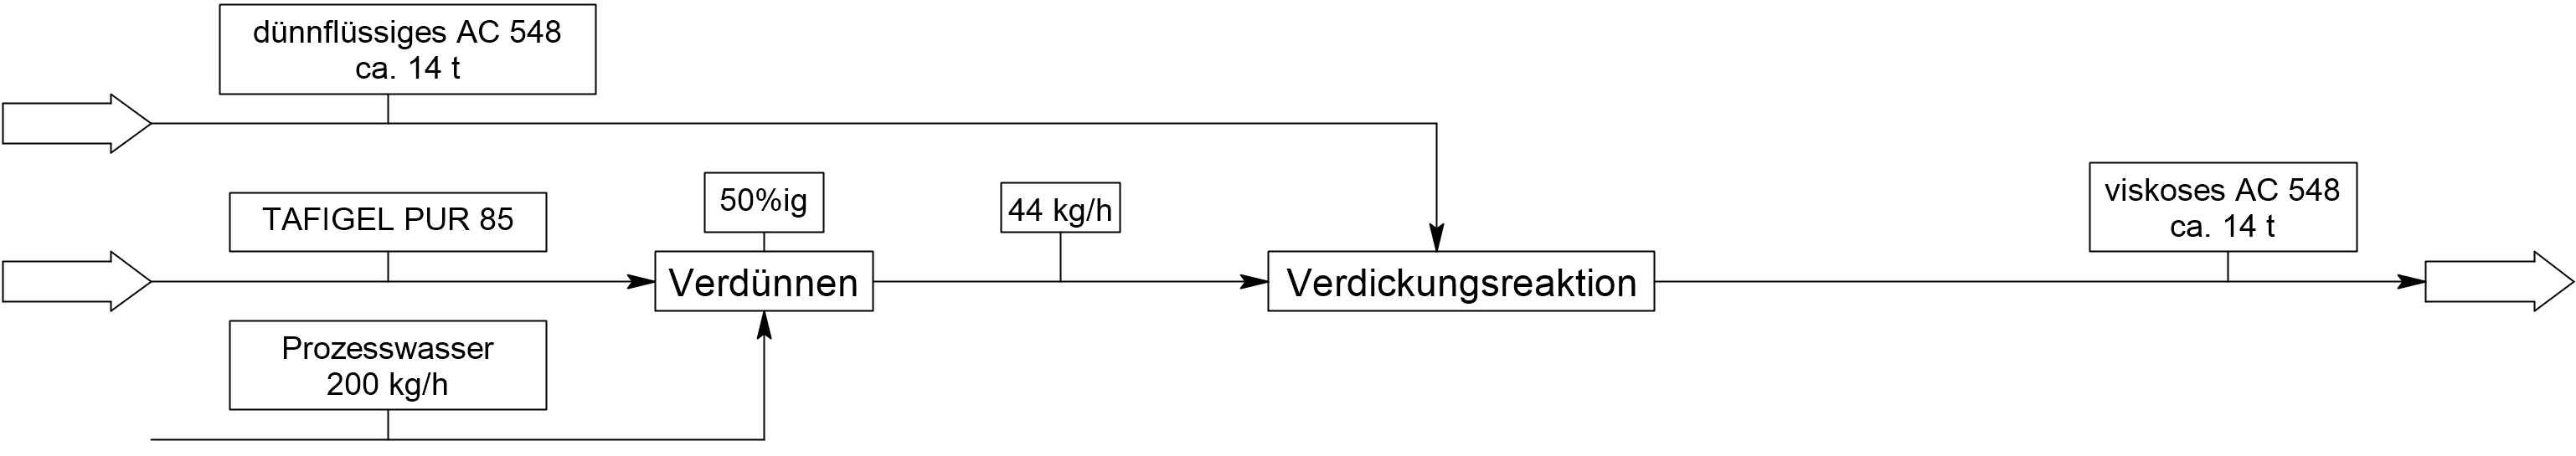 dünnflüssiges AC 548
ca. 14 t
TAFIGEL PUR 85
50%ig
44 kg/h
viskoses AC 548
ca. 14 t
Verdünnen
Verdickungsreaktion
Prozesswasser
200 kg/h